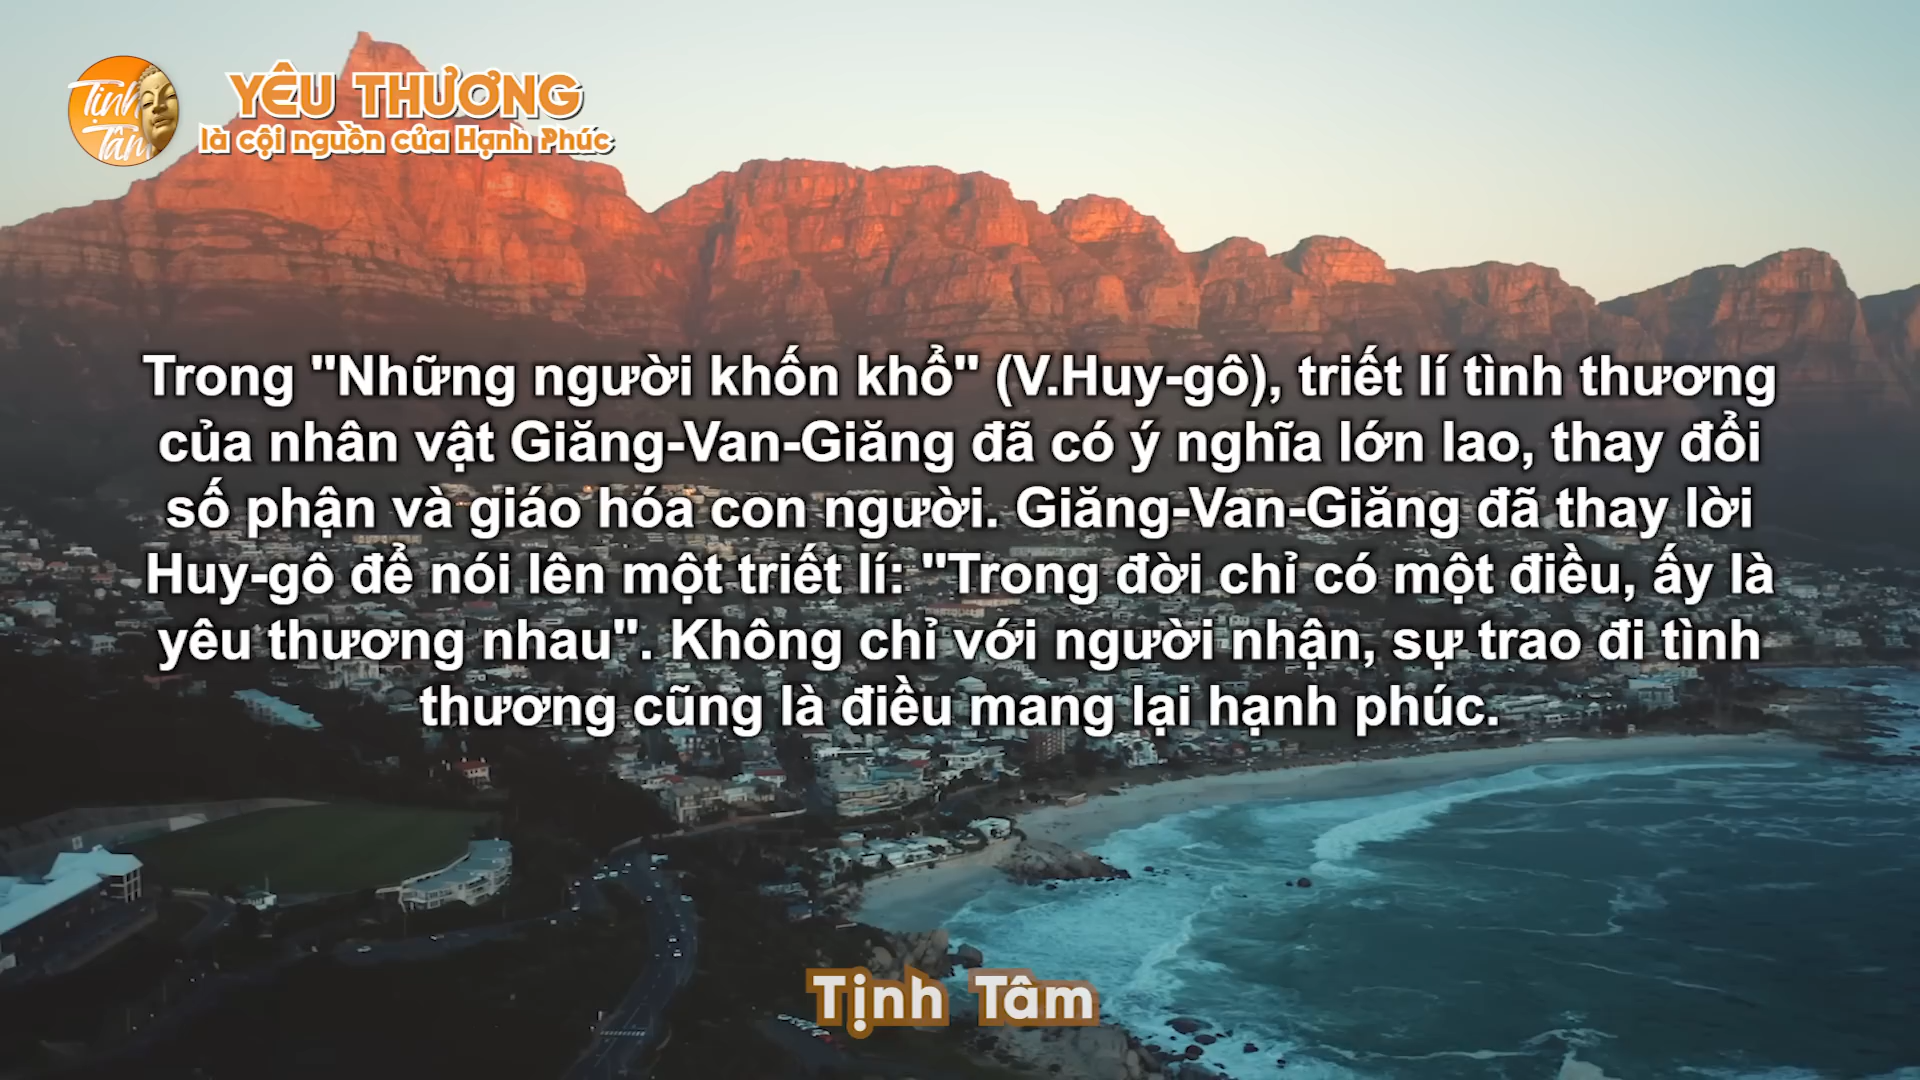 Tịnh
Tâm
YÊU THƯƠNG
là cội nguồn của Hạnh Phúc
Trong "Những người khốn khổ" (V.Huy-gô), triết lí tình thương
của nhân vật Giăng-Van-Giăng đã có ý nghĩa lớn lao, thay đổi
số phận và giáo hóa con người. Giăng-Van-Giăng đã thay lời
Huy-gô để nói lên một triết lí: "Trong đời chỉ có một điều, ấy là
yêu thương nhau". Không chỉ với người nhận, sự trao đi tình
thương cũng là điều mang lại hạnh phúc.
Tịnh Tâm